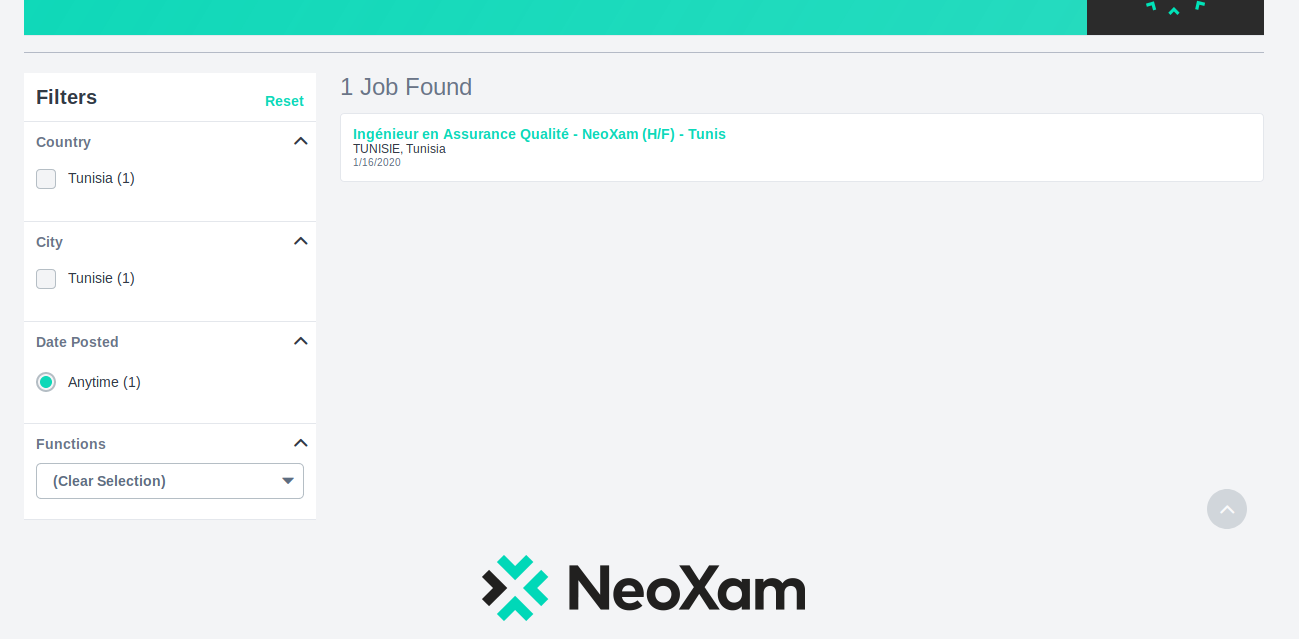 Filters
Reset
Country
Tunisia (1)
City
Tunisie (1)
Date Posted
Anytime (1)
Functions
(Clear Selection)
1 Job Found
Ingénieur en Assurance Qualité - NeoXam (H/F) - Tunis
TUNISIE, Tunisia
1/16/2020
NeoXam